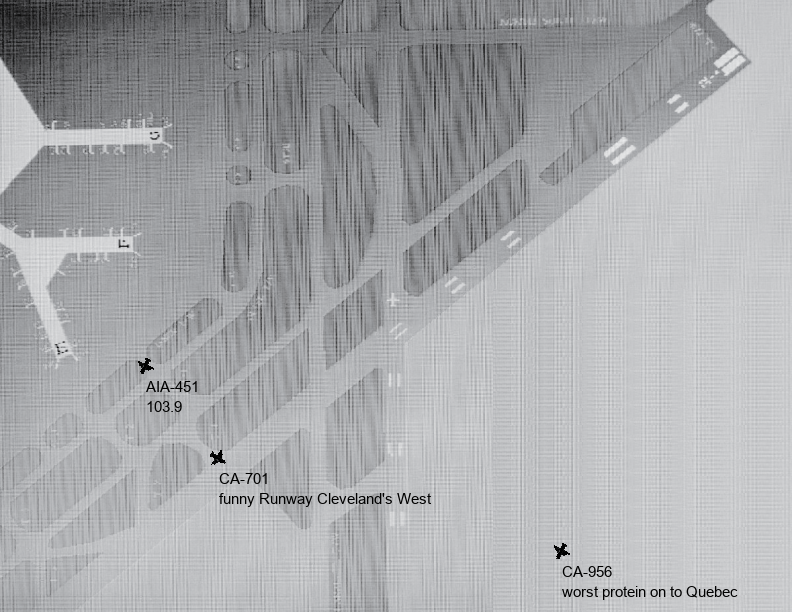 G
F
E
AIA-451
103.9
CA-701
funny Runway Cleveland's West
CA-956
worst protein on to Quebec